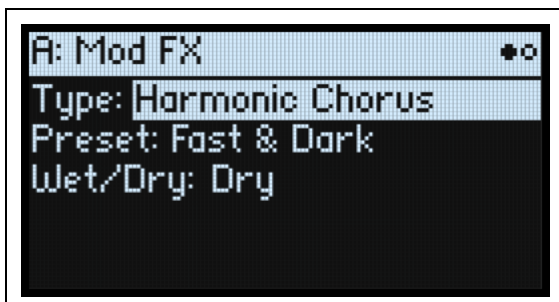 A: Mod FX
Type: Harmonic Chorus
Preset: Fast & Dark
Wet/Dry: Dry